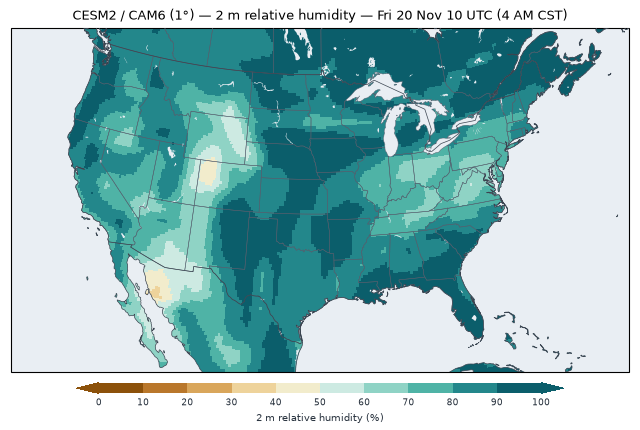 CESM2 / CAM6 (1°) — 2 m relative humidity — Fri 20 Nov 10 UTC (4 AM CST)
0 10 20 30 40 50 60 70 80 90 100
2 m relative humidity (%)